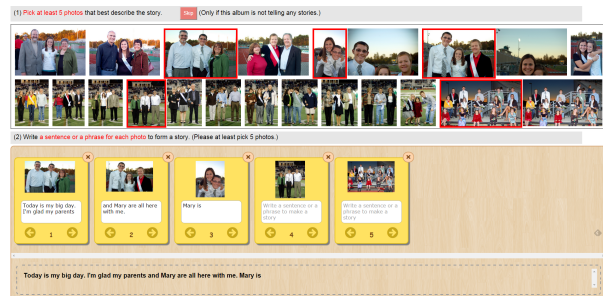 (1) Pick at least 5 photos that best describe the story. Skip (Only if this album is not telling any stories.)
(2) Write a sentence or a phrase for each photo to form a story. (Please at least pick 5 photos.)
Today is my big day.
I'm glad my parents
1
and Mary are all here
with me.
2
Mary is
3
Write a sentence or a
phrase to make a
story
4
Write a sentence or a
phrase to make a
story
5
Today is my big day. I'm glad my parents and Mary are all here with me. Mary is